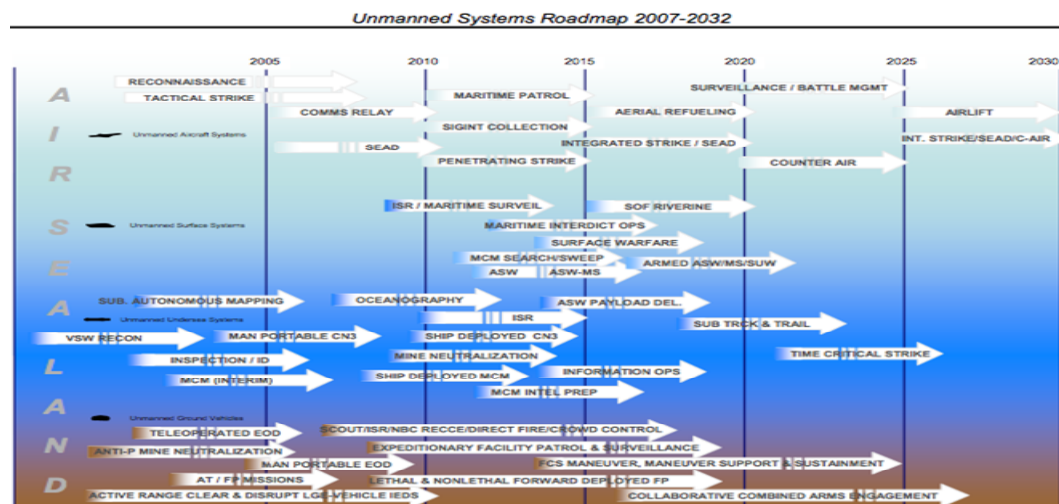 Unmanned Systems Roadmap 2007-2032
2005 2010 2015 2020 2025 2030
RECONNAISSANCE
SURVEILLANCE / BATTLE MGMT
A
TACTICAL STRIKE
MARITIME PATROL
COMMS RELAY
AERIAL REFUELING
AIRLIFT
I
Unmanned Aircraft Systems
SIGINT COLLECTION
SEAD
INTEGRATED STRIKE / SEAD
INT. STRIKE/SEAD/C-AIR
PENETRATING STRIKE
COUNTER AIR
R
ISR / MARITIME SURVEIL
SOF RIVERINE
S
Unmanned Surface Systems
MARITIME INTERDICT OPS
SURFACE WARFARE
E
MCM SEARCH/SWEEP
ARMED ASW/MS/SUW
ASW ASW-MS
A
SUB. AUTONOMOUS MAPPING
OCEANOGRAPHY
ASW PAYLOAD DEL.
Unmanned Undersea Systems
ISR
SUB TRCK & TRAIL
VSW RECON
MAN PORTABLE CN3
SHIP DEPLOYED CN3
L
INSPECTION / ID
MINE NEUTRALIZATION
TIME CRITICAL STRIKE
MCM (INTERIM)
SHIP DEPLOYED MCM
INFORMATION OPS
MCM INTEL PREP
A
Unmanned Ground Vehicles
TELEOPERATED EOD
SCOUT/ISR/NBC RECCE/DIRECT FIRE/CROWD CONTROL
N
ANTI-P MINE NEUTRALIZATION
EXPEDITIONARY FACILITY PATROL & SURVEILLANCE
MAN PORTABLE EOD
FCS MANEUVER, MANEUVER SUPPORT & SUSTAINMENT
D
AT / FP MISSIONS
LETHAL & NONLETHAL FORWARD DEPLOYED FP
ACTIVE RANGE CLEAR & DISRUPT LGE-VEHICLE IEDS
COLLABORATIVE COMBINED ARMS ENGAGEMENT